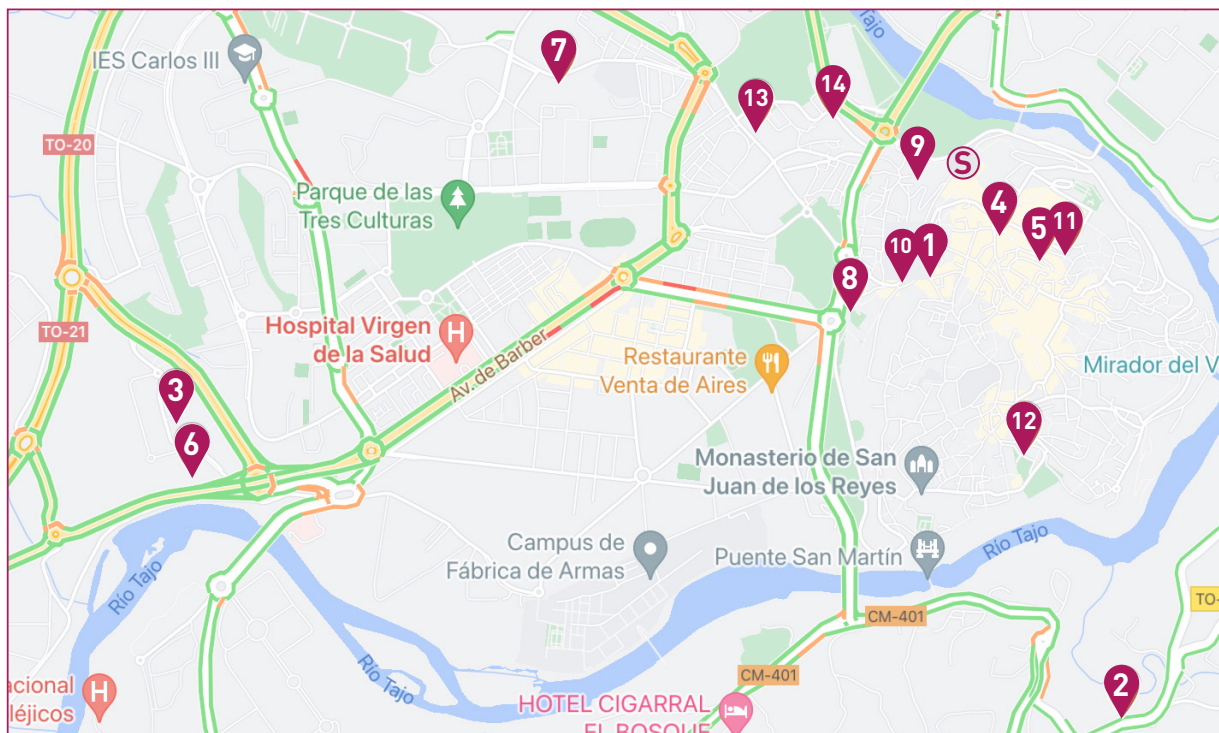 IES Carlos III
7
13
14
TO-20
9
S
Parque de las
Tres Culturas
4
5
11
10
1
8
TO-21
Hospital Virgen
de la Salud
Av. de Barber
Restaurante
Venta de Aires
Mirador del V
3
6
12
Monasterio de San
Juan de los Reyes
Campus de
Fábrica de Armas
Puente San Martín
Río Tajo
Río Tajo
Río Tajo
TO-
CM-401
CM-401
acional
léjicos
2
HOTEL CIGARRAL
EL BOSQUE